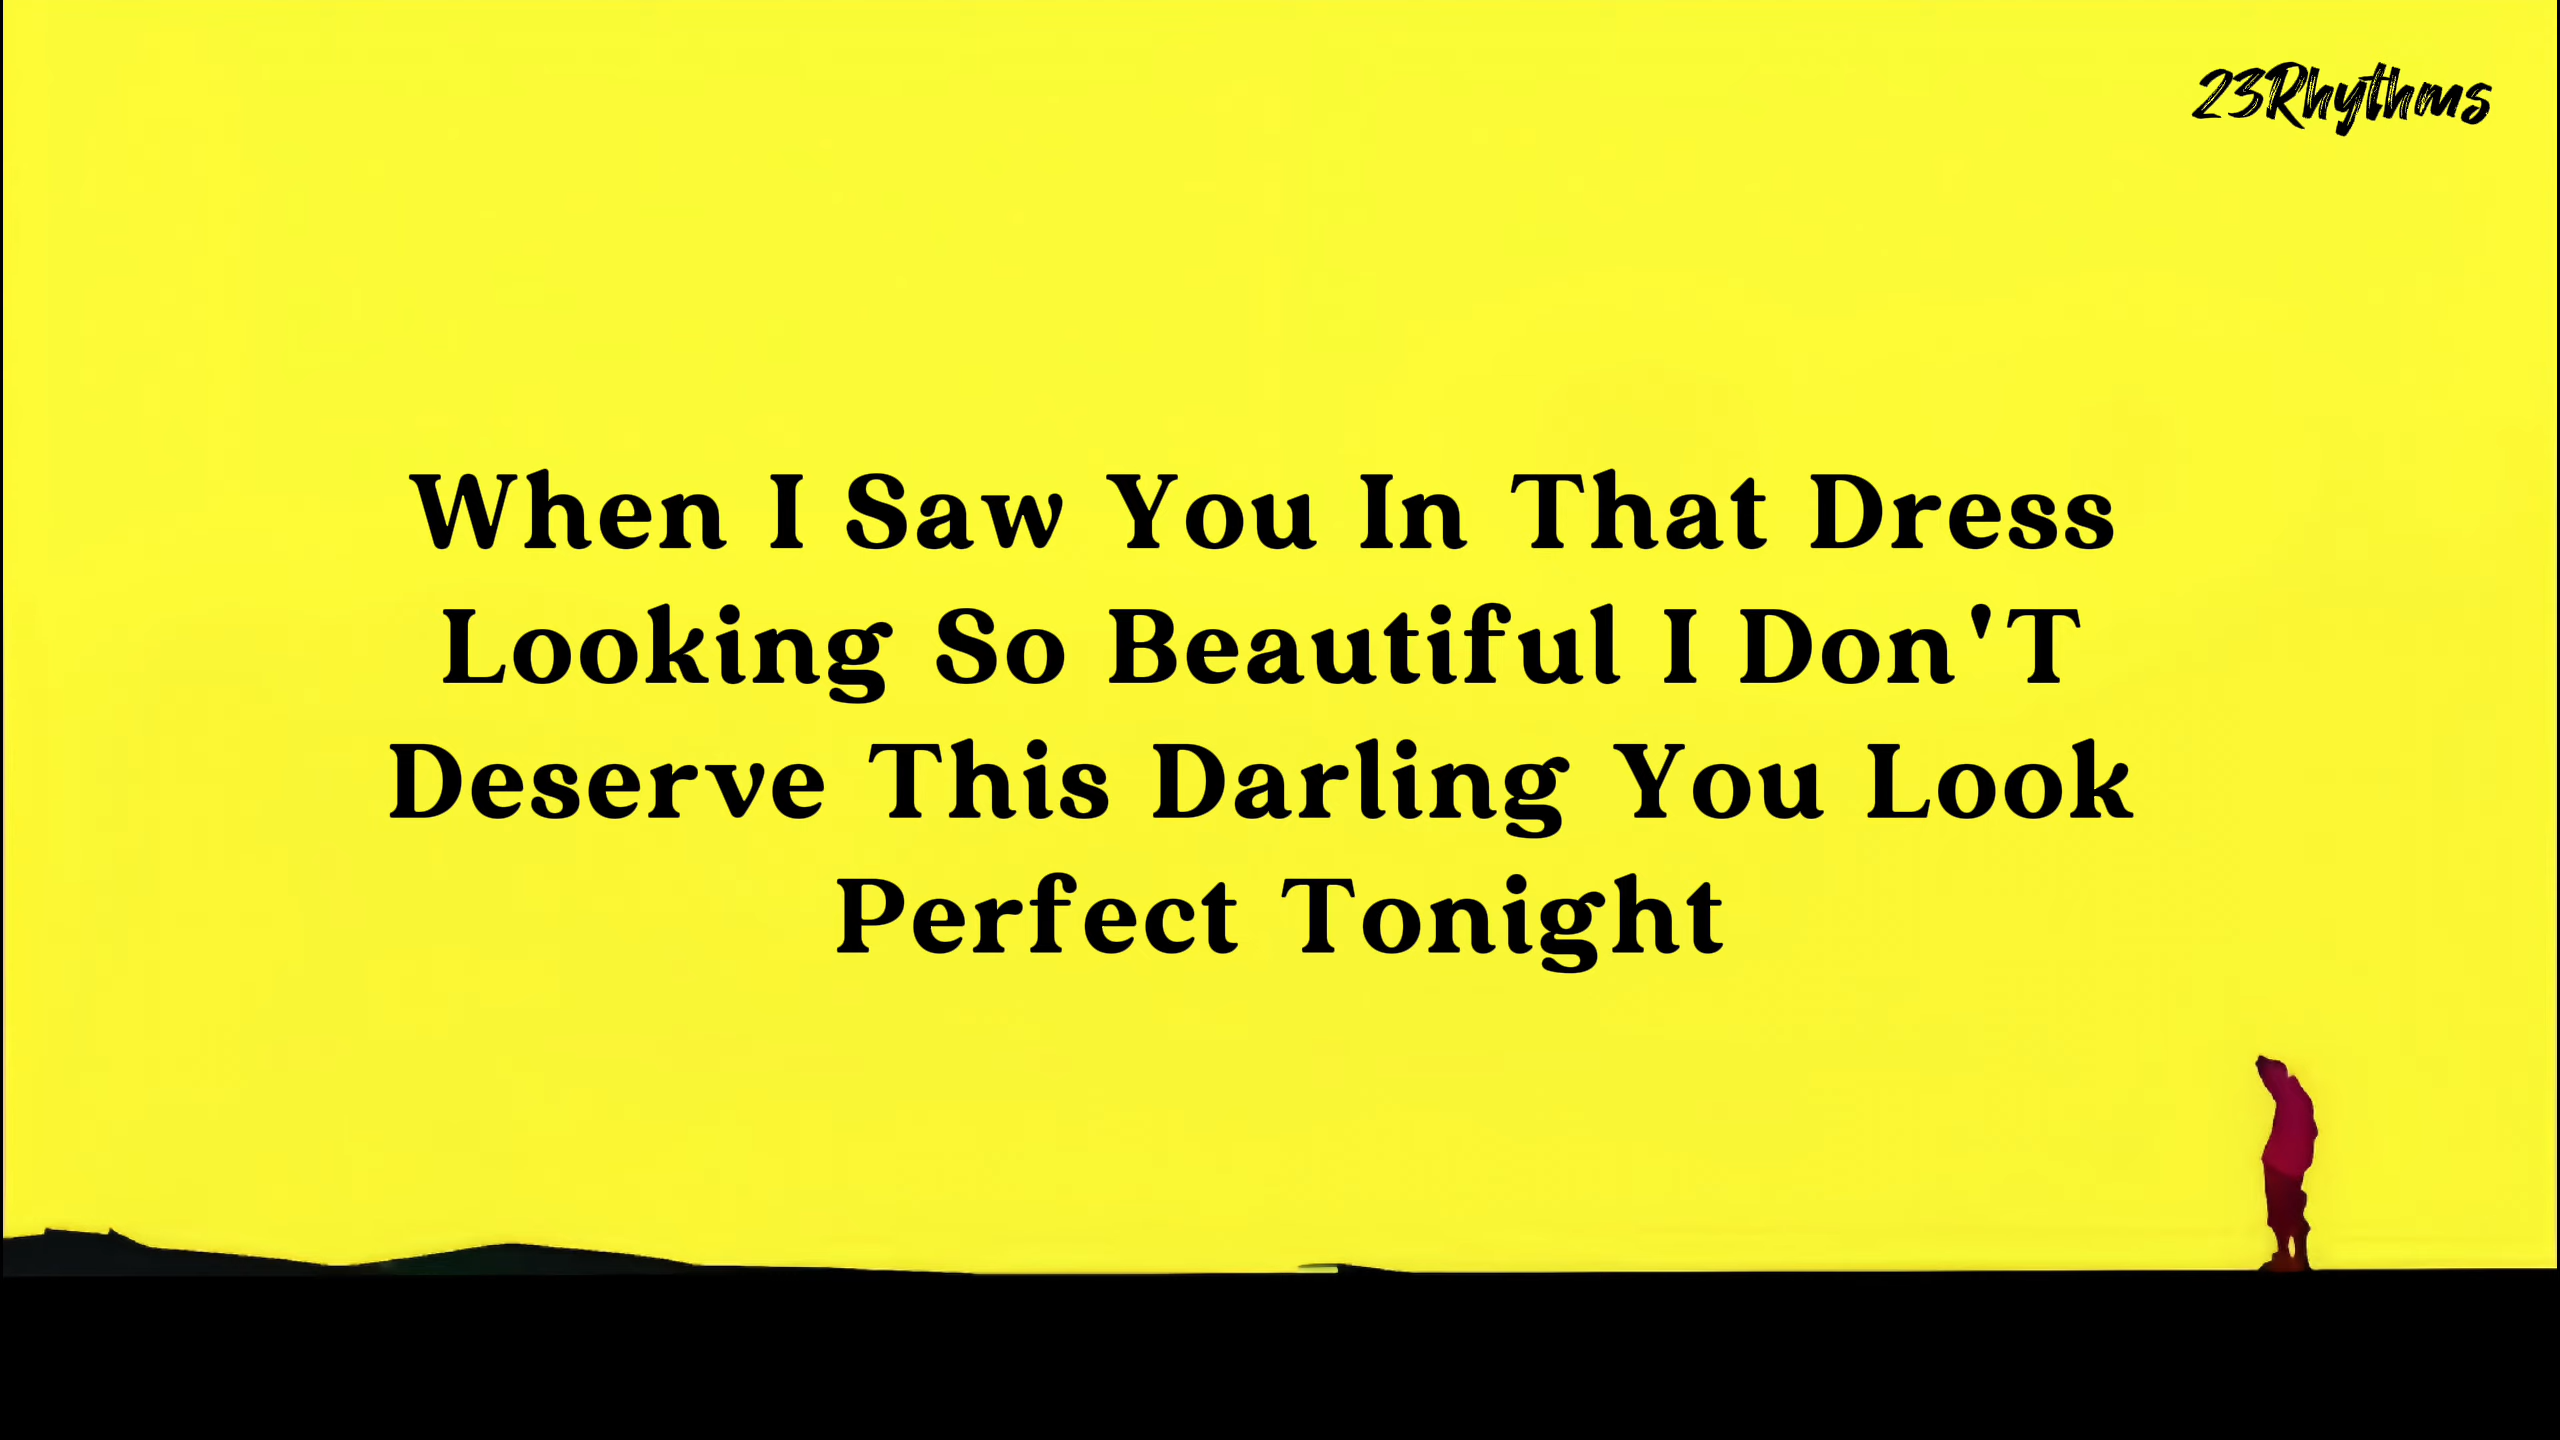 23Rhythms
When I Saw You In That Dress
Looking So Beautiful I Don'T
Deserve This Darling You Look
Perfect Tonight